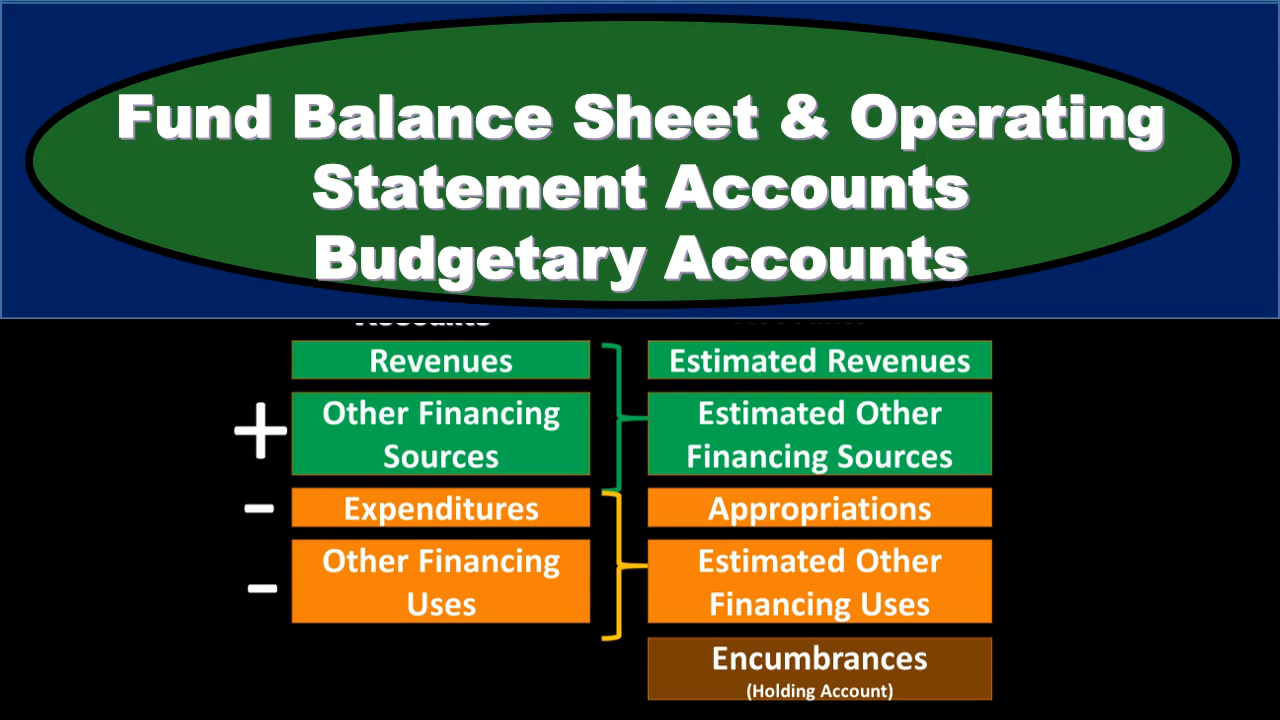 Fund Balance Sheet & Operating
Statement Accounts
Budgetary Accounts
Accounts
Revenues
Estimated Revenues
+
Other Financing
Sources
Estimated Other
Financing Sources
-
Expenditures
Appropriations
-
Other Financing
Uses
Estimated Other
Financing Uses
Encumbrances
(Holding Account)